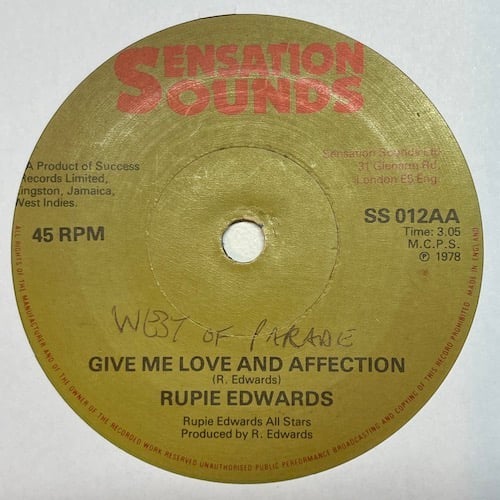 SENSATION
SOUNDS
A Product of Success
Records Limited,
Kingston, Jamaica,
West Indies.
Sensation Sounds Ltd.
31 Glenarm Rd,
London E5 Eng.
45 RPM
SS 012AA
Time: 3.05
M.C.P.S.
℗ 1978
WEST OF PARADE
GIVE ME LOVE AND AFFECTION
(R. Edwards)
RUPIE EDWARDS
Rupie Edwards All Stars
Produced by R. Edwards
ALL RIGHTS OF THE MANUFACTURER AND OF THE OWNER OF THE RECORDED WORK RESERVED UNAUTHORISED PUBLIC PERFORMANCE BROADCASTING AND COPYING OF THIS RECORD PROHIBITED. MADE IN ENGLAND